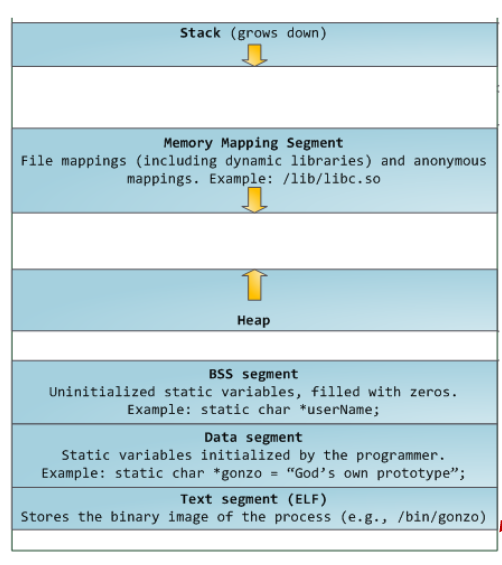 Stack (grows down)
Memory Mapping Segment
File mappings (including dynamic libraries) and anonymous
mappings. Example: /lib/libc.so
Heap
BSS segment
Uninitialized static variables, filled with zeros.
Example: static char *userName;
Data segment
Static variables initialized by the programmer.
Example: static char *gonzo = “God’s own prototype”;
Text segment (ELF)
Stores the binary image of the process (e.g., /bin/gonzo)